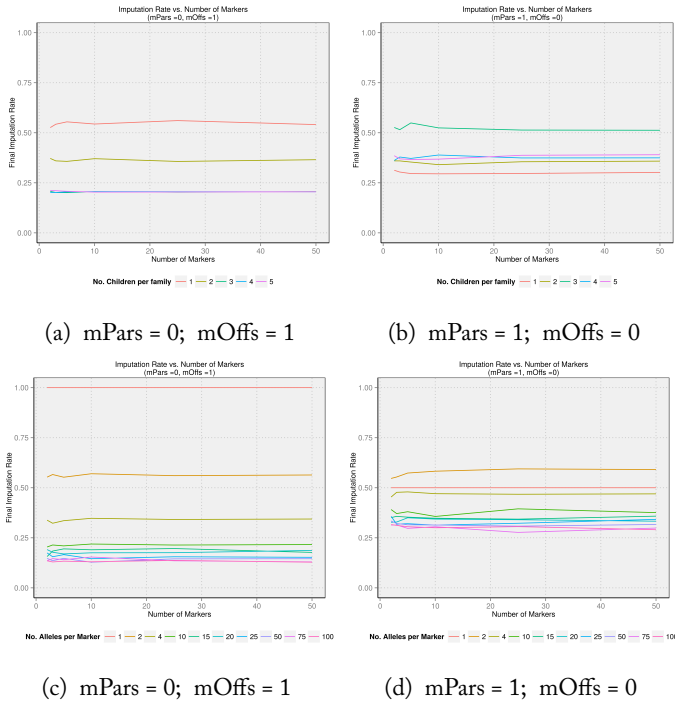 Imputation Rate vs. Number of Markers
(mPars =0, mOffs =1)
1.00
0.75
0.50
0.25
0.00
Final Imputation Rate
0 10 20 30 40 50
Number of Markers
No. Children per family 1 2 3 4 5
(a) mPars = 0; mOffs = 1
Imputation Rate vs. Number of Markers
(mPars =1, mOffs =0)
1.00
0.75
0.50
0.25
0.00
Final Imputation Rate
0 10 20 30 40 50
Number of Markers
No. Children per family 1 2 3 4 5
(b) mPars = 1; mOffs = 0
Imputation Rate vs. Number of Markers
(mPars =0, mOffs =1)
1.00
0.75
0.50
0.25
0.00
Final Imputation Rate
0 10 20 30 40 50
Number of Markers
No. Alleles per Marker 1 2 4 10 15 20 25 50 75 100
(c) mPars = 0; mOffs = 1
Imputation Rate vs. Number of Markers
(mPars =1, mOffs =0)
1.00
0.75
0.50
0.25
0.00
Final Imputation Rate
0 10 20 30 40 50
Number of Markers
No. Alleles per Marker 1 2 4 10 15 20 25 50 75 100
(d) mPars = 1; mOffs = 0